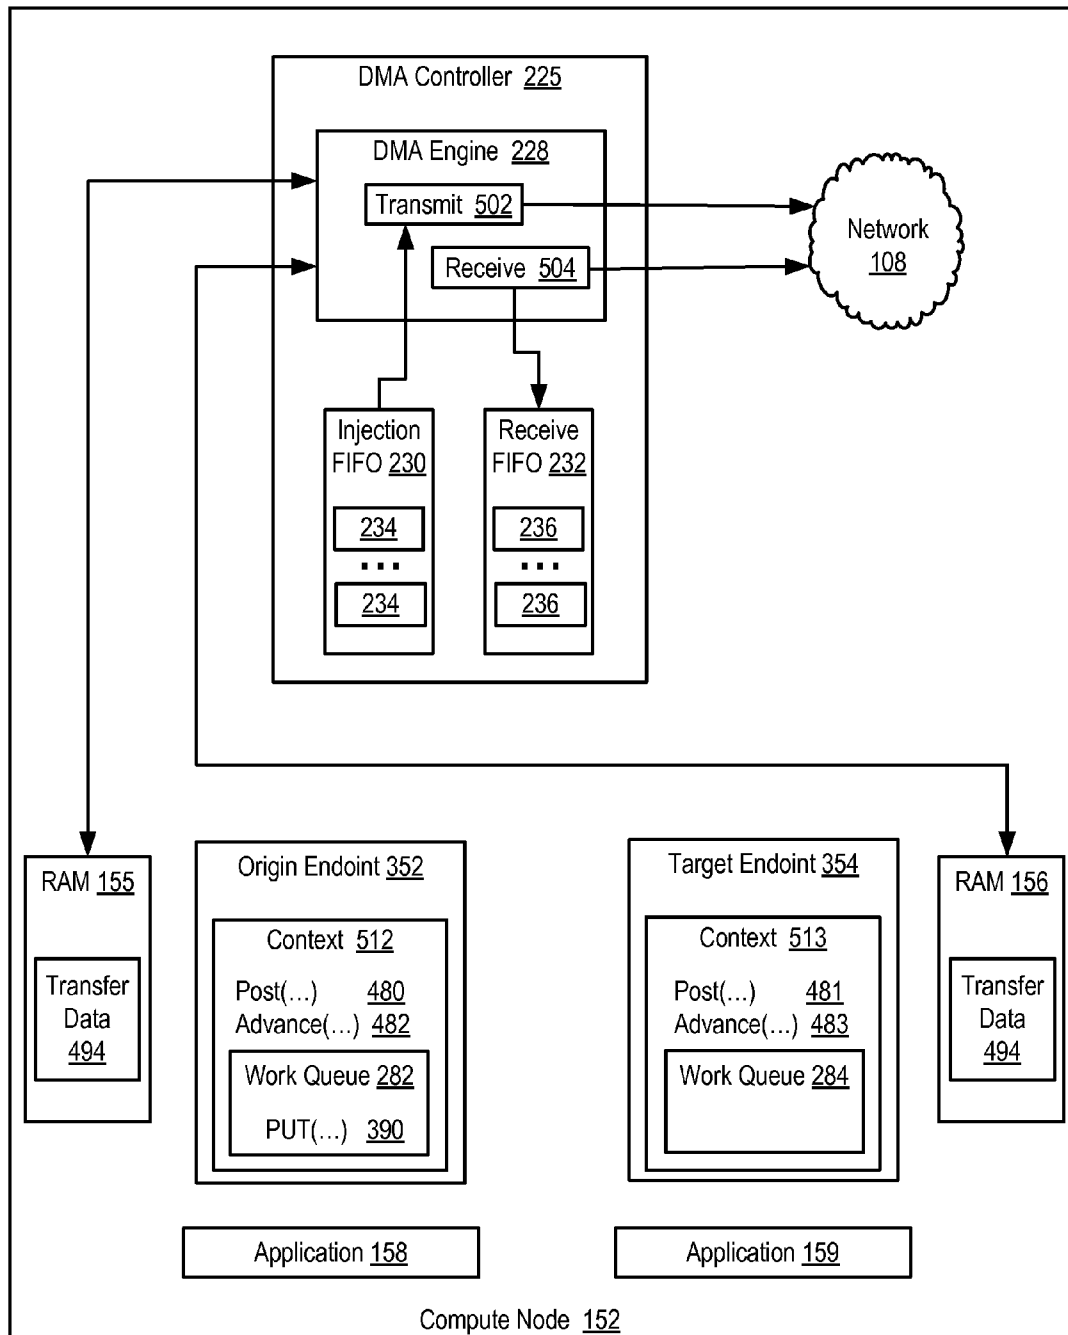 DMA Controller 225
DMA Engine 228
Transmit 502
Receive 504
Network
108
Injection
FIFO 230
234
...
234
Receive
FIFO 232
236
...
236
RAM 155
Transfer
Data
494
Origin Endoint 352
Context 512
Post(...) 480
Advance(...) 482
Work Queue 282
PUT(...) 390
Target Endoint 354
Context 513
Post(...) 481
Advance(...) 483
Work Queue 284
RAM 156
Transfer
Data
494
Application 158
Application 159
Compute Node 152